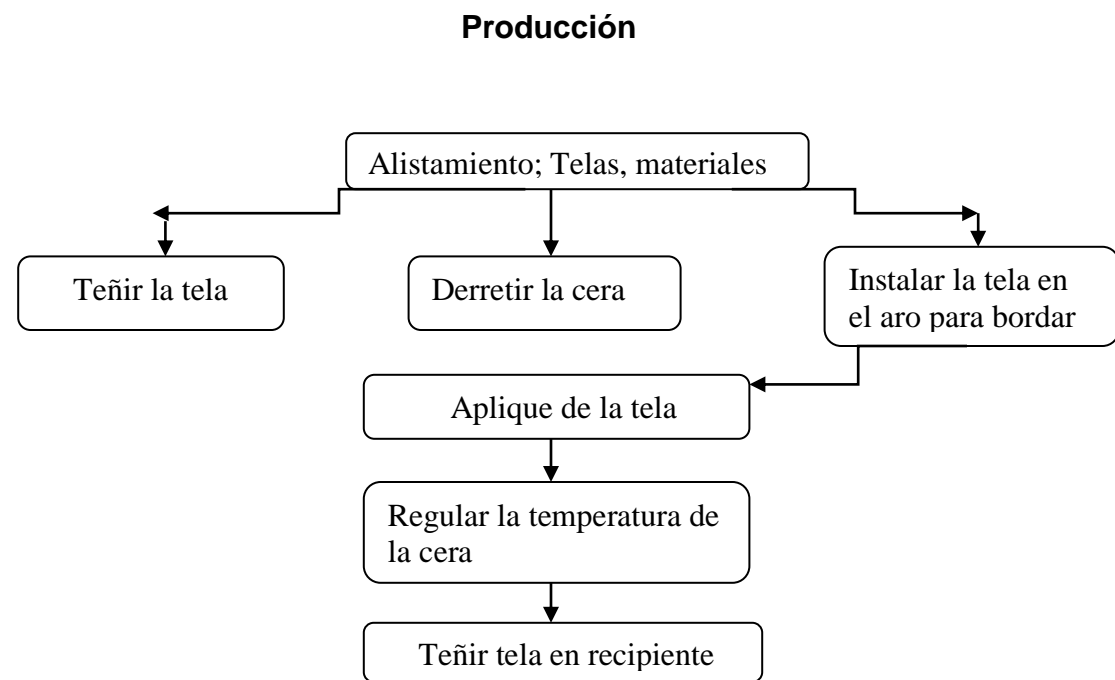 Producción
Alistamiento; Telas, materiales
Teñir la tela
Derretir la cera
Instalar la tela en
el aro para bordar
Aplique de la tela
Regular la temperatura de
la cera
Teñir tela en recipiente